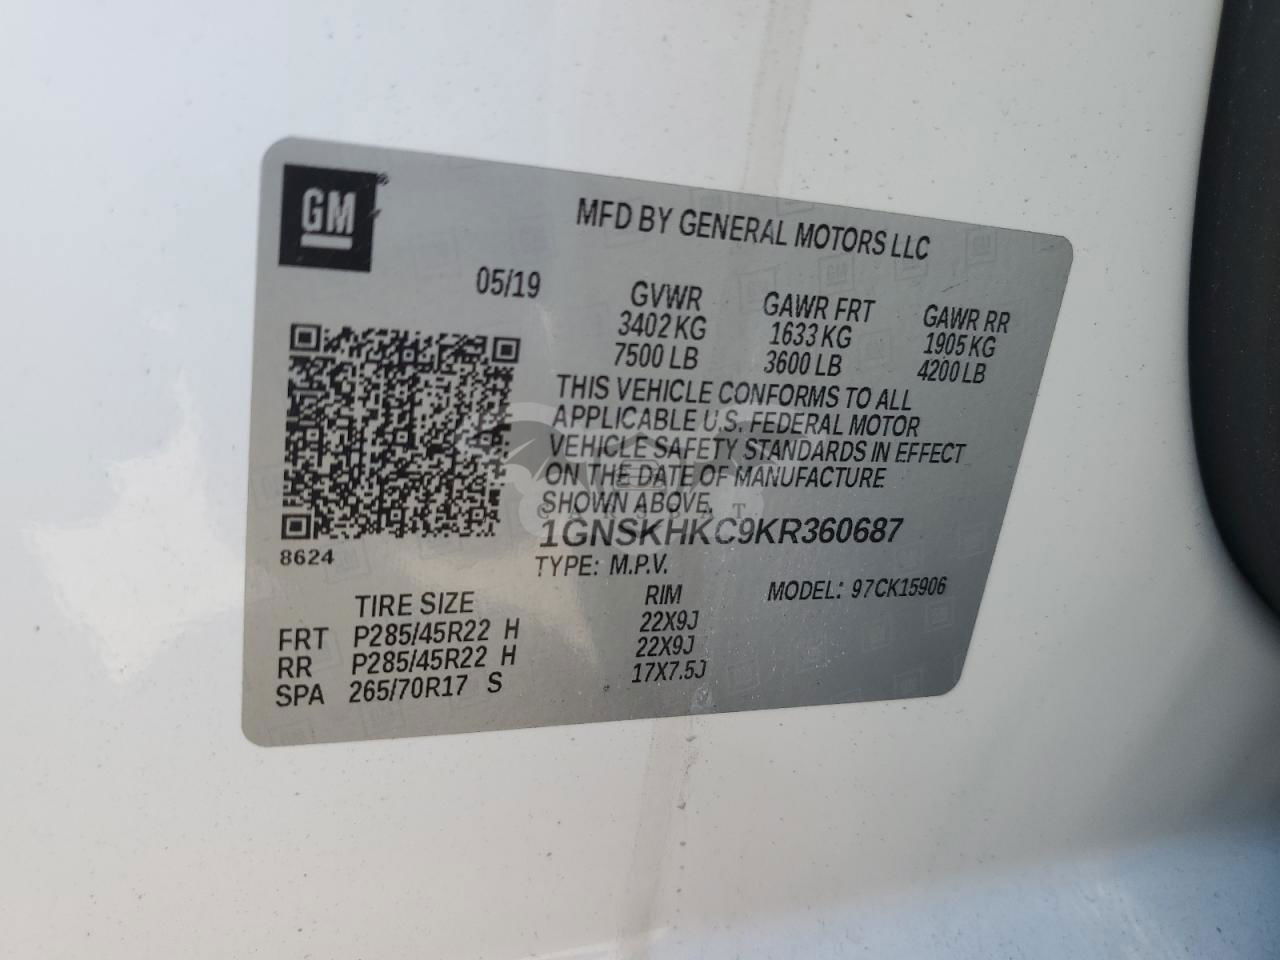 GM®
MFD BY GENERAL MOTORS LLC
05/19
GVWR GAWR FRT GAWR RR
3402 KG 1633 KG 1905 KG
7500 LB 3600 LB 4200 LB
THIS VEHICLE CONFORMS TO ALL
APPLICABLE U.S. FEDERAL MOTOR
VEHICLE SAFETY STANDARDS IN EFFECT
ON THE DATE OF MANUFACTURE
SHOWN ABOVE.
1GNSKHKC9KR360687
8624
TYPE: M.P.V. MODEL: 97CK15906
TIRE SIZE RIM
FRT P285/45R22 H 22X9J
RR P285/45R22 H 22X9J
SPA 265/70R17 S 17X7.5J